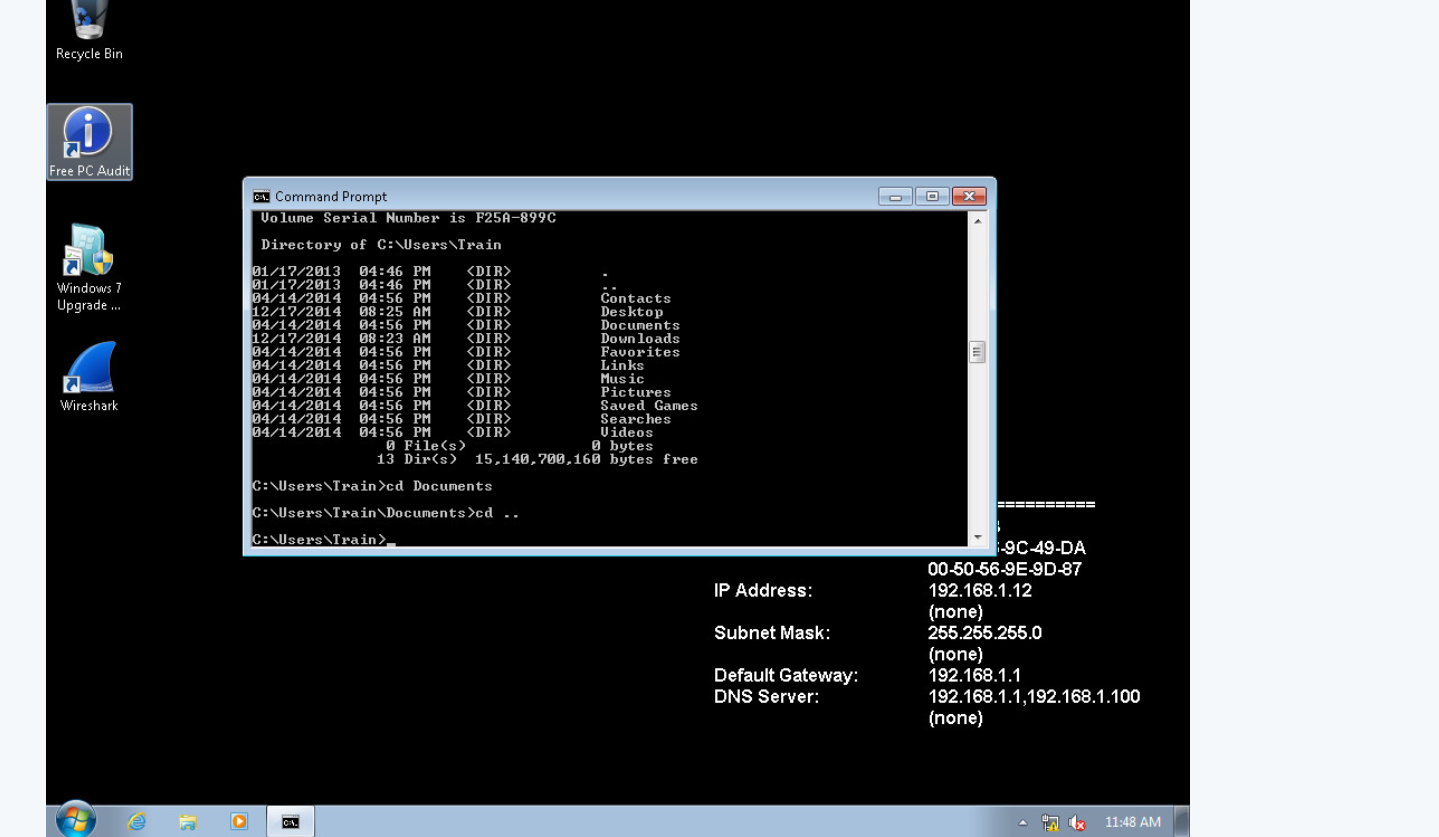 Recycle Bin
Free PC Audit
Windows 7
Upgrade ...
Wireshark
Command Prompt
Volume Serial Number is F25A-899C
Directory of C:\Users\Train
01/17/2013 04:46 PM <DIR> .
01/17/2013 04:46 PM <DIR> ..
04/14/2014 04:56 PM <DIR> Contacts
12/17/2014 08:25 AM <DIR> Desktop
04/14/2014 04:56 PM <DIR> Documents
12/17/2014 08:23 AM <DIR> Downloads
04/14/2014 04:56 PM <DIR> Favorites
04/14/2014 04:56 PM <DIR> Links
04/14/2014 04:56 PM <DIR> Music
04/14/2014 04:56 PM <DIR> Pictures
04/14/2014 04:56 PM <DIR> Saved Games
04/14/2014 04:56 PM <DIR> Searches
04/14/2014 04:56 PM <DIR> Videos
0 File(s) 0 bytes
13 Dir(s) 15,140,700,160 bytes free
C:\Users\Train>cd Documents
C:\Users\Train\Documents>cd ..
C:\Users\Train>_
==========
-9C-49-DA
00-50-56-9E-9D-87
IP Address: 192.168.1.12
(none)
Subnet Mask: 255.255.255.0
(none)
Default Gateway: 192.168.1.1
DNS Server: 192.168.1.1,192.168.1.100
(none)
11:48 AM